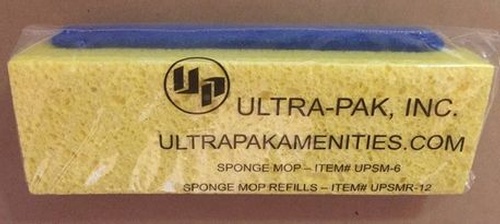 UP
ULTRA-PAK, INC.
ULTRAPAKAMENITIES.COM
SPONGE MOP – ITEM# UPSM-6
SPONGE MOP REFILLS – ITEM# UPSMR-12